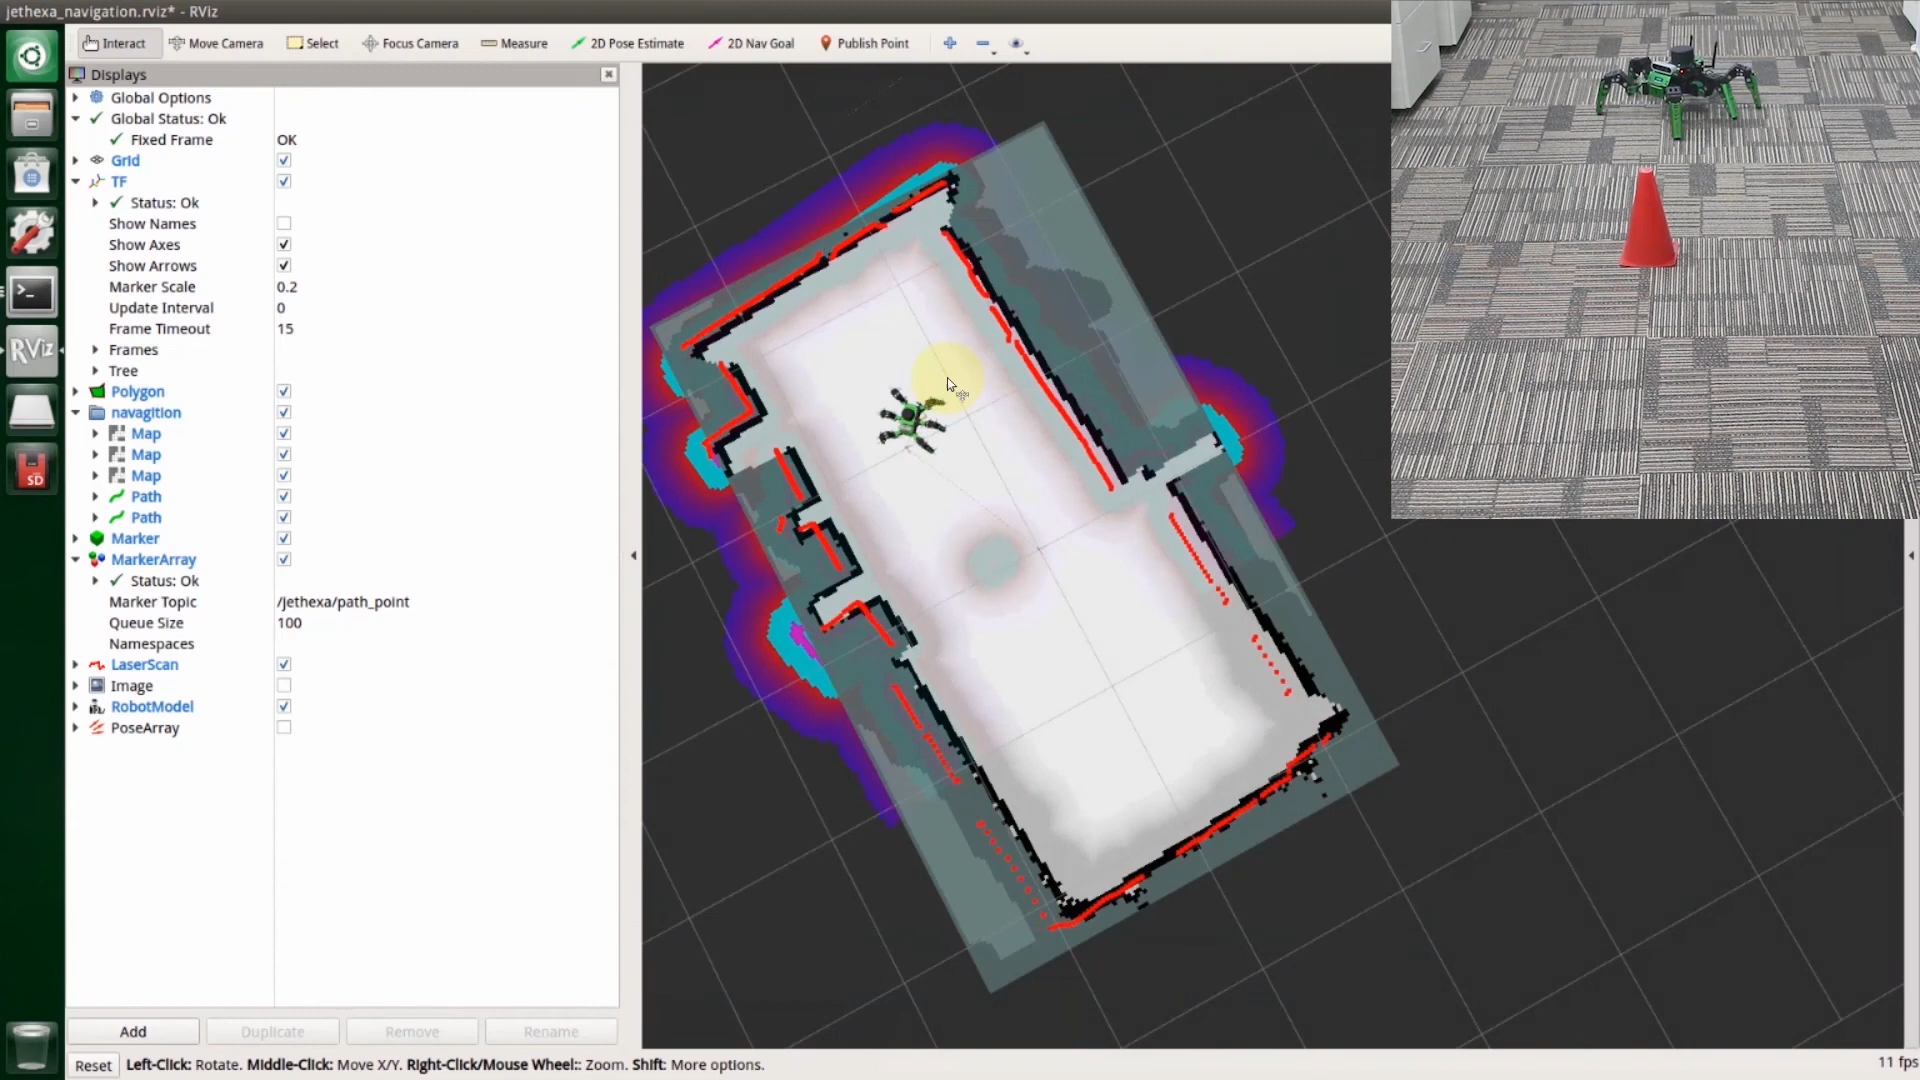 jethexa_navigation.rviz* - RViz
Interact
Move Camera
Select
Focus Camera
Measure
2D Pose Estimate
2D Nav Goal
Publish Point
Displays
Global Options
Global Status: Ok
Fixed Frame OK
Grid
TF
Status: Ok
Show Names
Show Axes
Show Arrows
Marker Scale 0.2
Update Interval 0
Frame Timeout 15
Frames
Tree
Polygon
navagition
Map
Map
Map
Path
Path
Marker
MarkerArray
Status: Ok
Marker Topic /jethexa/path_point
Queue Size 100
Namespaces
LaserScan
Image
RobotModel
PoseArray
>_
RViz
SD
Add
Duplicate
Remove
Rename
Reset
Left-Click: Rotate. Middle-Click: Move X/Y. Right-Click/Mouse Wheel:: Zoom. Shift: More options.
11 fps